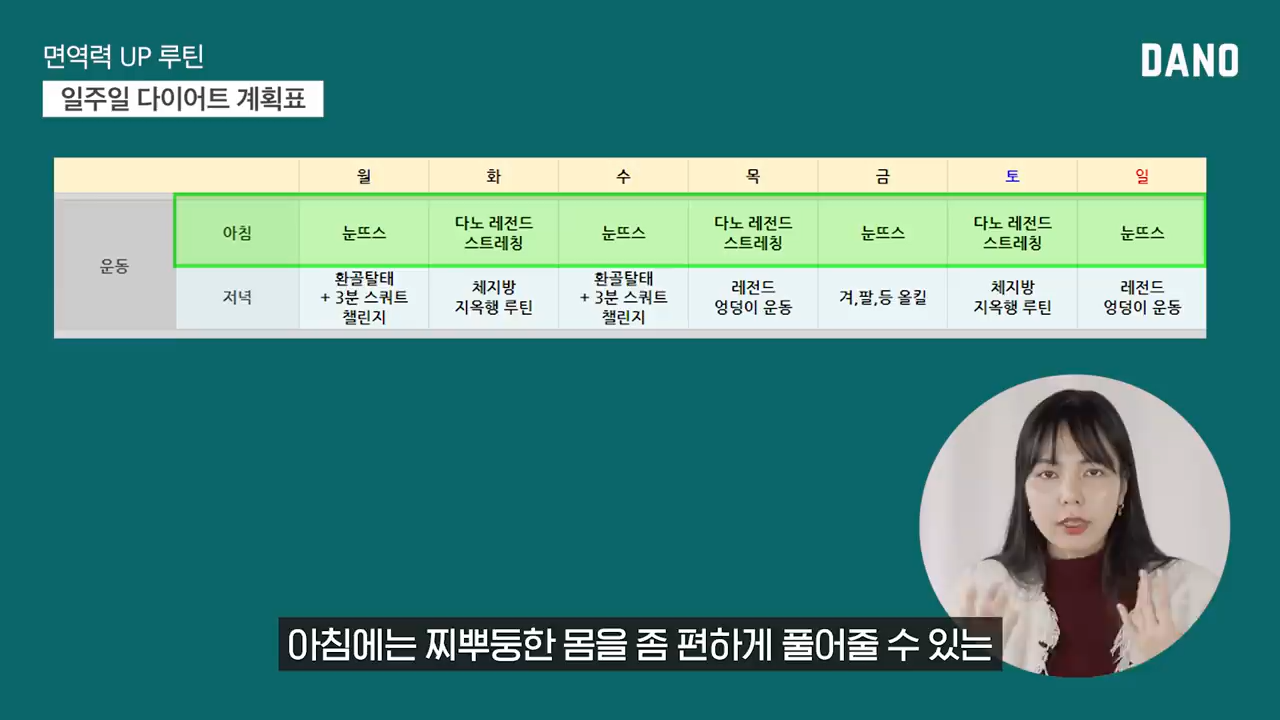 면역력 UP 루틴
DANO
일주일 다이어트 계획표
월 화 수 목 금 토 일
운동
아침
눈뜨스
다노 레전드
스트레칭
눈뜨스
다노 레전드
스트레칭
눈뜨스
다노 레전드
스트레칭
눈뜨스
저녁
환골탈태
+ 3분 스쿼트
챌린지
체지방
지옥행 루틴
환골탈태
+ 3분 스쿼트
챌린지
레전드
엉덩이 운동
겨,팔,등 올킬
체지방
지옥행 루틴
레전드
엉덩이 운동
아침에는 찌뿌둥한 몸을 좀 편하게 풀어줄 수 있는